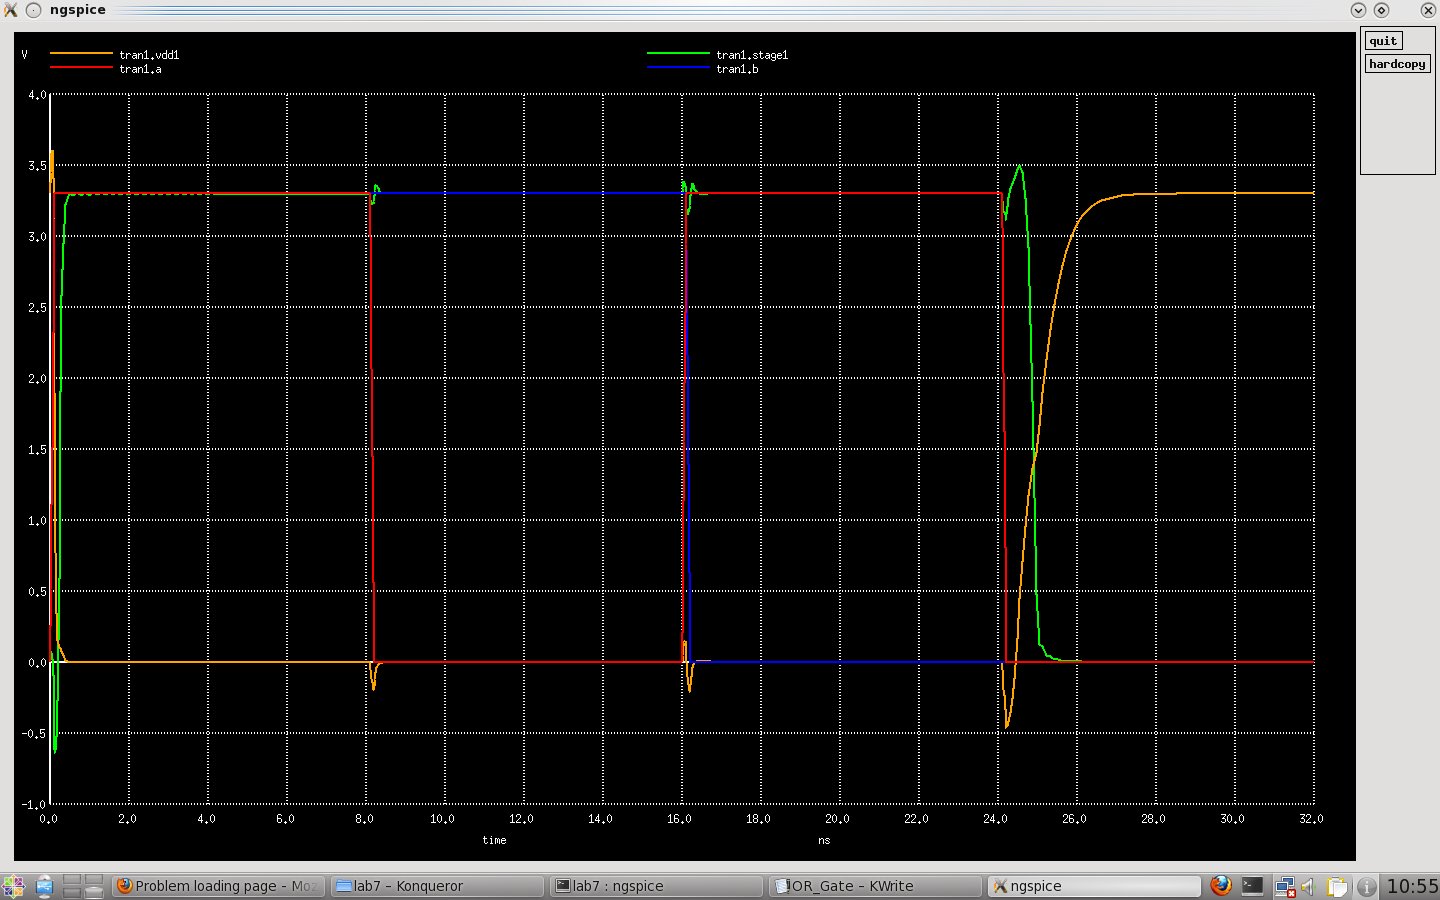 ngspice
quit
hardcopy
V tran1.vdd1 tran1.stage1
tran1.a tran1.b
4.0
3.5
3.0
2.5
2.0
1.5
1.0
0.5
0.0
-0.5
-1.0
0.0 2.0 4.0 6.0 8.0 10.0 12.0 14.0 16.0 18.0 20.0 22.0 24.0 26.0 28.0 30.0 32.0
time ns
Problem loading page - Moz lab7 - Konqueror lab7 : ngspice OR_Gate - KWrite ngspice 10:55